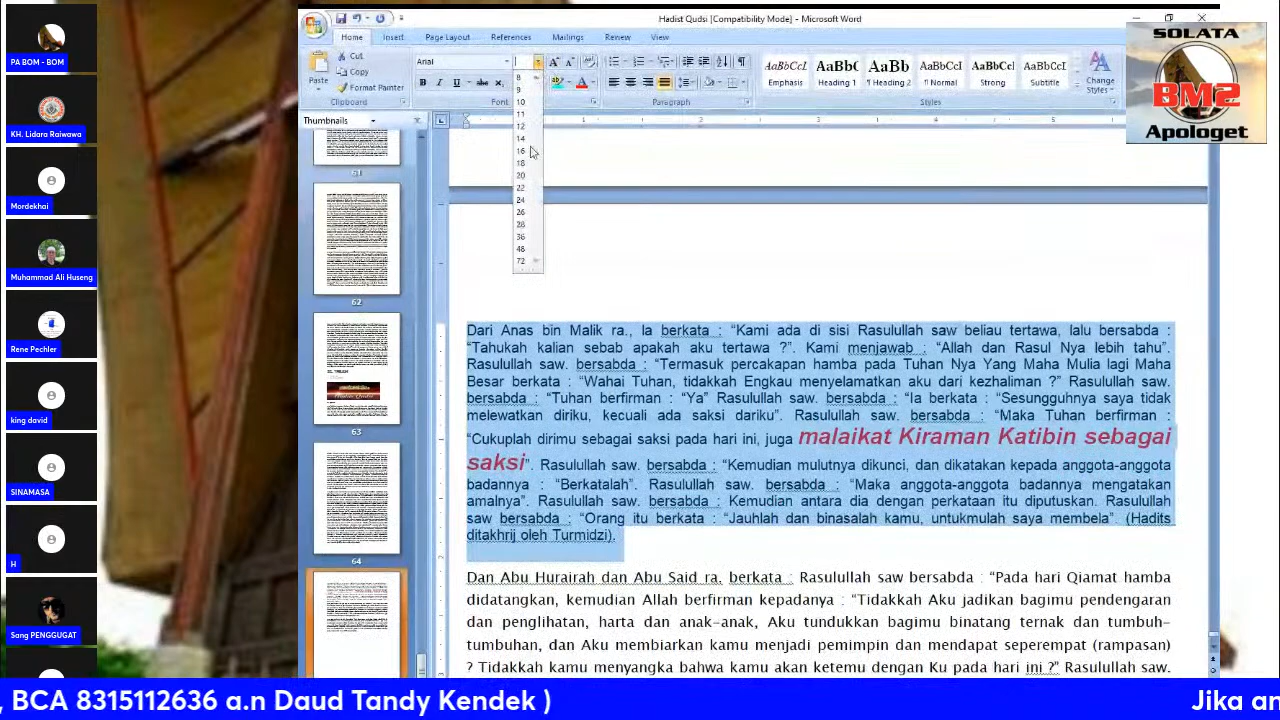 PA BOM - BOM
KH. Lidara Raiwawa
Mordekhai
Muhammad Ali Huseng
Rene Pechler
king david
SINAMASA
H
Sang PENGGUGAT
Hadist Qudsi [Compatibility Mode] - Microsoft Word
Home Insert Page Layout References Mailings Review View
Cut
Copy
Format Painter
Paste
Clipboard
Arial
Font
Paragraph
AaBbCcI AaBbC AaBb AaBbCcI AaBbCcI AaBbCcI
Emphasis Heading 1 ¶ Heading 2 ¶ Normal Strong Subtitle
Change
Styles
Styles
8
9
10
11
12
14
16
18
20
22
24
26
28
36
48
72
Thumbnails
61
62
63
64
1 2 3 4 5
SOLATA
BM2
Apologet
Dari Anas bin Malik ra., Ia berkata : “Kami ada di sisi Rasulullah saw beliau tertawa, lalu bersabda :
“Tahukah kalian sebab apakah aku tertawa ?”. Kami menjawab : “Allah dan Rasul Nya lebih tahu”.
Rasulullah saw. bersabda : “Termasuk percakapan hamba pada Tuhan Nya Yang Maha Mulia lagi Maha
Besar berkata : “Wahai Tuhan, tidakkah Engkau menyelamatkan aku dari kezhaliman ?” Rasulullah saw.
bersabda : “Tuhan berfirman : “Ya” Rasulullah saw. bersabda : “Ia berkata : “Sesungguhnya saya tidak
melewatkan diriku, kecuali ada saksi dariku”. Rasulullah saw. bersabda : “Maka Tuhan berfirman :
“Cukuplah dirimu sebagai saksi pada hari ini, juga malaikat Kiraman Katibin sebagai
saksi”. Rasulullah saw. bersabda : “Kemudian mulutnya dikunci, dan dikatakan kepada anggota-anggota
badannya : “Berkatalah”. Rasulullah saw. bersabda : “Maka anggota-anggota badannya mengatakan
amalnya”. Rasulullah saw. bersabda : Kemudian antara dia dengan perkataan itu diputuskan. Rasulullah
saw bersabda : “Orang itu berkata : “Jauhlah dan binasalah kamu, untukmulah saya membela”. (Hadits
ditakhrij oleh Turmidzi).
Dan Abu Hurairah dan Abu Said ra, berkata : Rasulullah saw bersabda : “Pada hari Qiamat hamba
didatangkan, kemudian Allah berfirman kepadanya : “Tidakkah Aku jadikan bagimu pendengaran
dan penglihatan, harta dan anak-anak, Aku tundukkan bagimu binatang ternak dan tumbuh-
tumbuhan, dan Aku membiarkan kamu menjadi pemimpin dan mendapat seperempat (rampasan)
? Tidakkah kamu menyangka bahwa kamu akan ketemu dengan Ku pada hari ini ?” Rasulullah saw.
, BCA 8315112636 a.n Daud Tandy Kendek ) Jika an